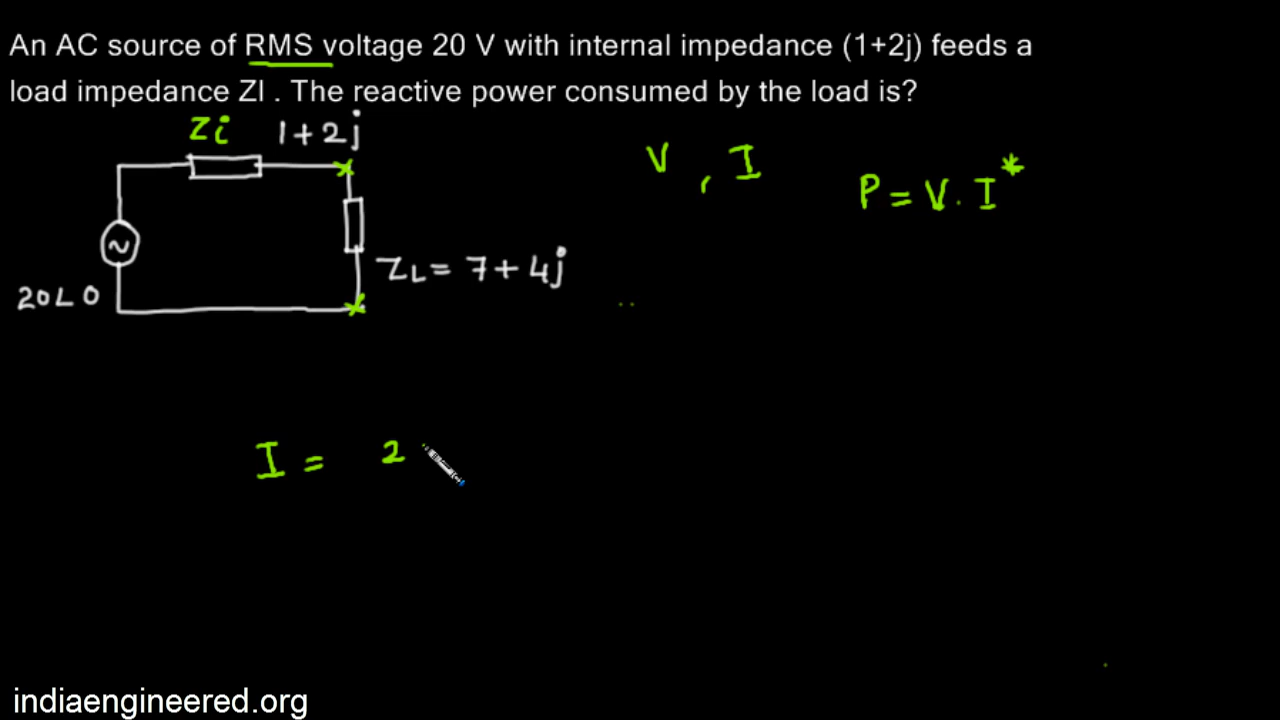 An AC source of RMS voltage 20 V with internal impedance (1+2j) feeds a
load impedance Zl . The reactive power consumed by the load is?
Zi 1+2j
V , I
P = V . I*
ZL = 7+4j
20∠0
I = 2
indiaengineered.org